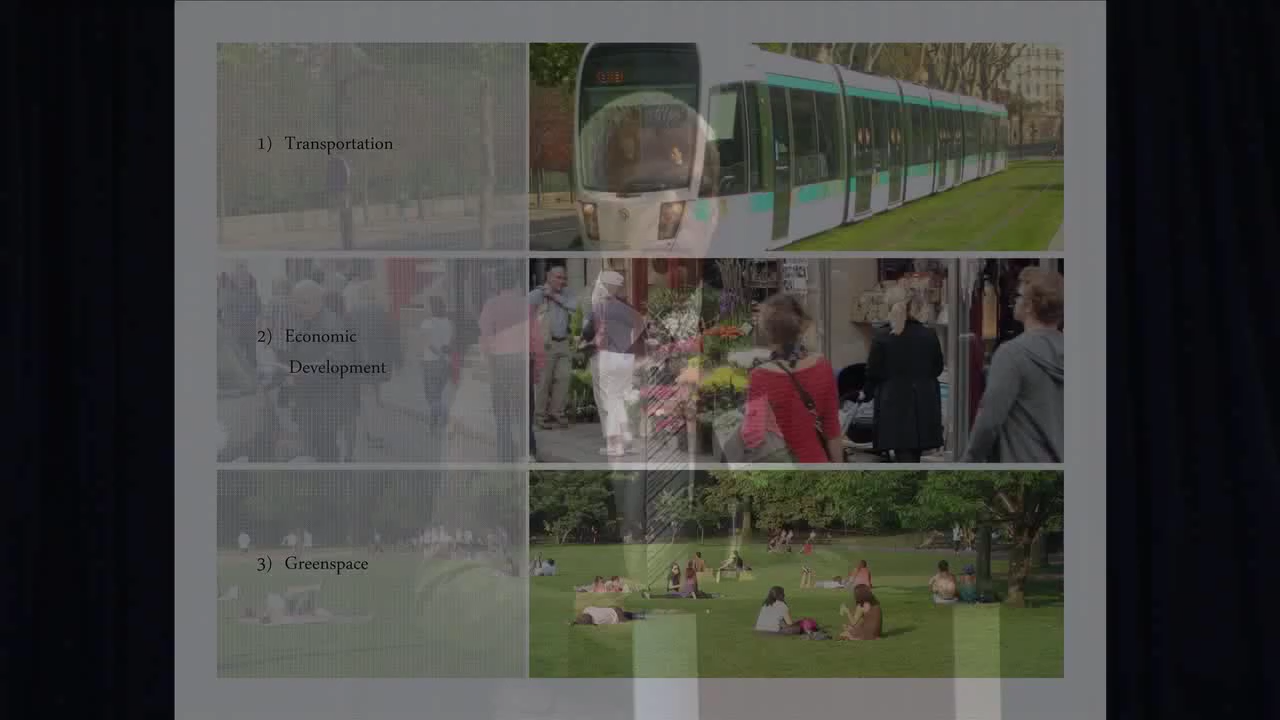 1) Transportation
2) Economic
Development
3) Greenspace